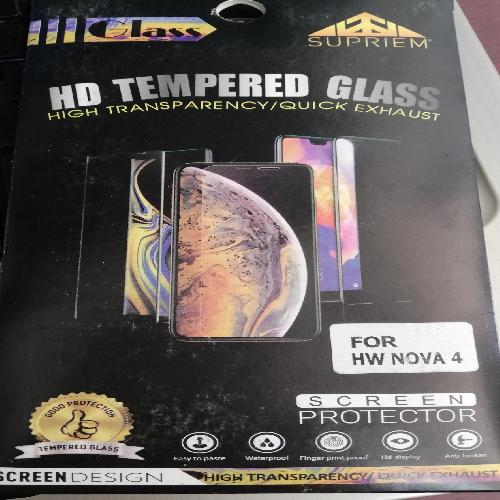 Glass
SUPRIEM
HD TEMPERED GLASS
HIGH TRANSPARENCY/QUICK EXHAUST
FOR
HW NOVA 4
SCREEN
PROTECTOR
GOOD PROTECTION
TEMPERED GLASS
Easy to paste
Waterproof
Finger print proof
Hd display
Anti-broken
SCREEN DESIGN
HIGH TRANSPARENCY/QUICK EXHAUST